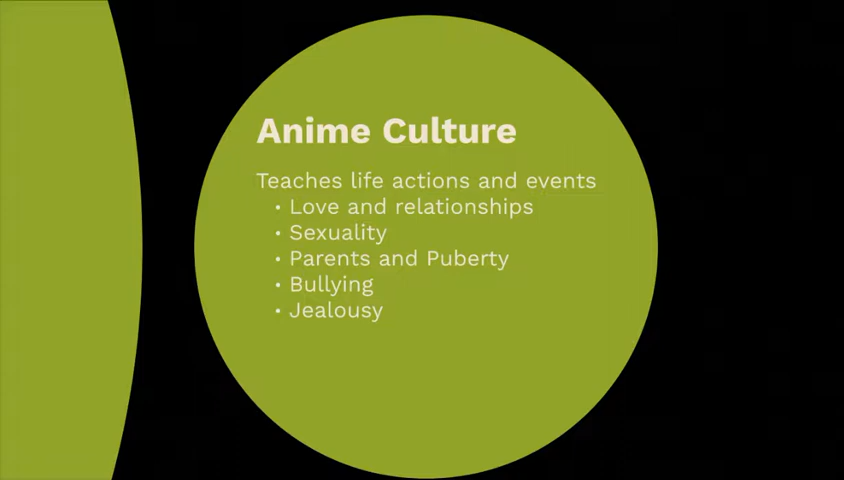 Anime Culture
Teaches life actions and events
• Love and relationships
• Sexuality
• Parents and Puberty
• Bullying
• Jealousy